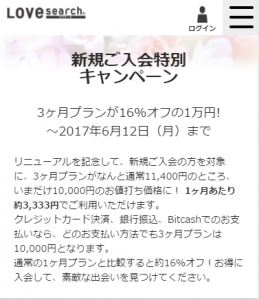 LOVEsearch.
ログイン
新規ご入会特別
キャンペーン
3ヶ月プランが16%オフの1万円!
～2017年6月12日（月）まで
リニューアルを記念して、新規ご入会の方を対象
に、3ヶ月プランがなんと通常11,400円のところ、
いまだけ10,000円のお値打ち価格に！ 1ヶ月あたり
約3,333円でご利用いただけます。
クレジットカード決済、銀行振込、Bitcashでのお支
払いなら、どのお支払い方法でも3ヶ月プランは
10,000円となります。
通常の1ヶ月プランと比較すると約16%オフ！お得に
入会して、素敵な出会いを見つけてください。